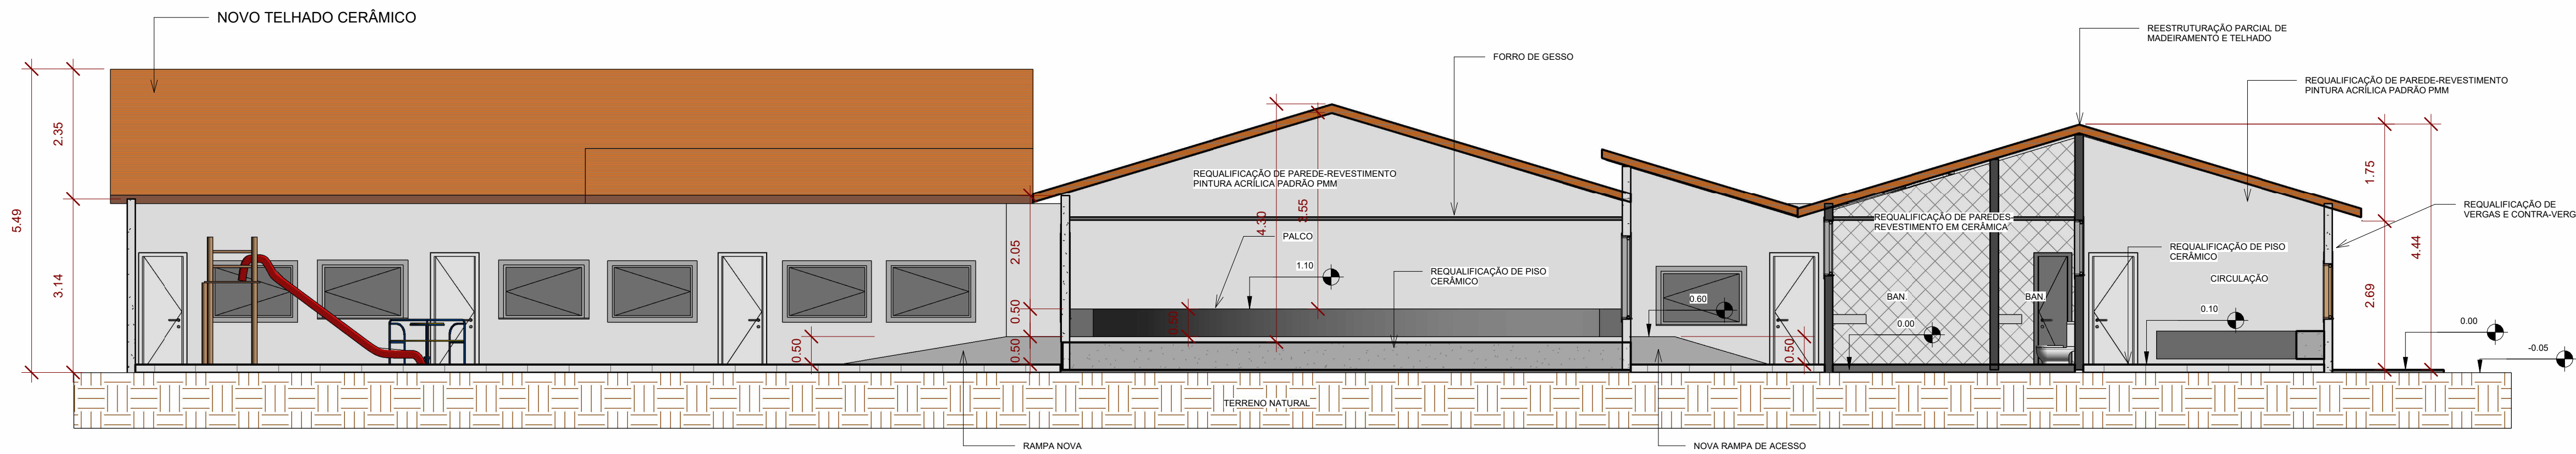 NOVO TELHADO CERÂMICO
REESTRUTURAÇÃO PARCIAL DE
MADEIRAMENTO E TELHADO
FORRO DE GESSO
REQUALIFICAÇÃO DE PAREDE-REVESTIMENTO
PINTURA ACRÍLICA PADRÃO PMM
2.35
5.49
3.14
REQUALIFICAÇÃO DE PAREDE-REVESTIMENTO
PINTURA ACRÍLICA PADRÃO PMM
4.30
PALCO
1.10
REQUALIFICAÇÃO DE PISO
CERÂMICO
2.05
0.50
0.50
0.50
0.50
REQUALIFICAÇÃO DE PAREDES-
REVESTIMENTO EM CERÂMICA
0.60
0.50
BAN.
BAN.
0.00
REQUALIFICAÇÃO DE PISO
CERÂMICO
CIRCULAÇÃO
0.10
1.75
4.44
2.69
REQUALIFICAÇÃO DE
VERGAS E CONTRA-VERG
0.00
-0.05
TERRENO NATURAL
RAMPA NOVA
NOVA RAMPA DE ACESSO